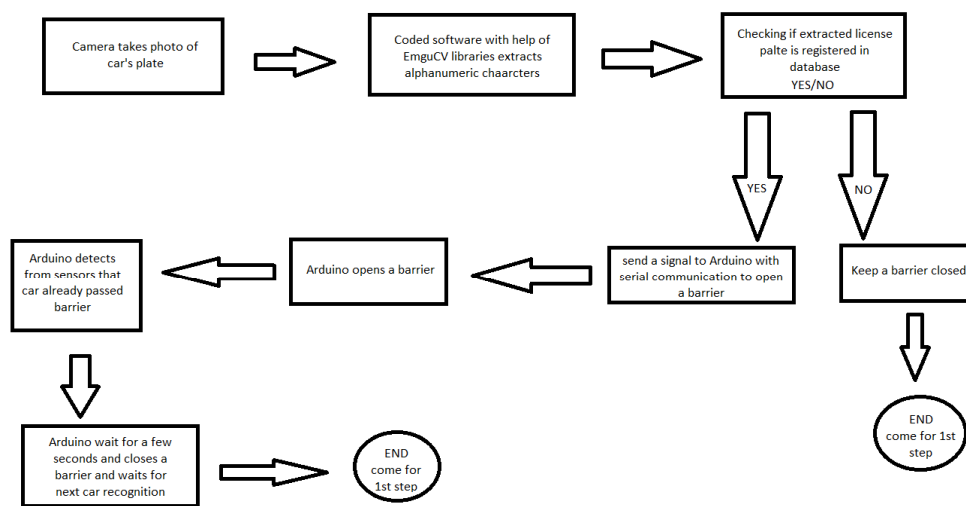 Camera takes photo of
car's plate
Coded software with help of
EmguCV libraries extracts
alphanumeric chaarcters
Checking if extracted license
palte is registered in
database
YES/NO
YES
NO
Arduino detects
from sensors that
car already passed
barrier
Arduino opens a barrier
send a signal to Arduino with
serial communication to open
a barrier
Keep a barrier closed
Arduino wait for a few
seconds and closes a
barrier and waits for
next car recognition
END
come for
1st step
END
come for 1st
step